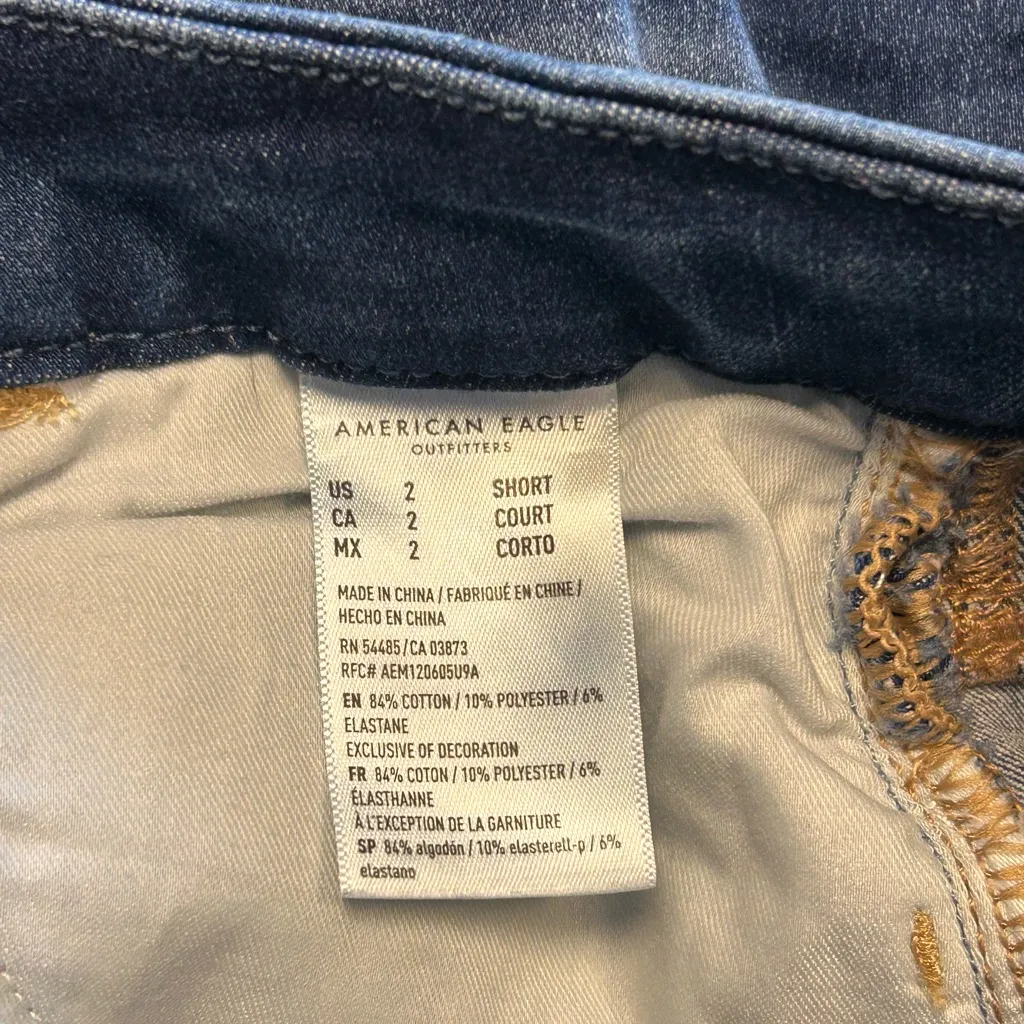 AMERICAN EAGLE
OUTFITTERS
US 2 SHORT
CA 2 COURT
MX 2 CORTO
MADE IN CHINA / FABRIQUÉ EN CHINE /
HECHO EN CHINA
RN 54485/CA 03873
RFC# AEM120605U9A
EN 84% COTTON / 10% POLYESTER / 6%
ELASTANE
EXCLUSIVE OF DECORATION
FR 84% COTON / 10% POLYESTER / 6%
ÉLASTHANNE
À L'EXCEPTION DE LA GARNITURE
SP 84% algodón / 10% elasterell-p / 6%
elastano